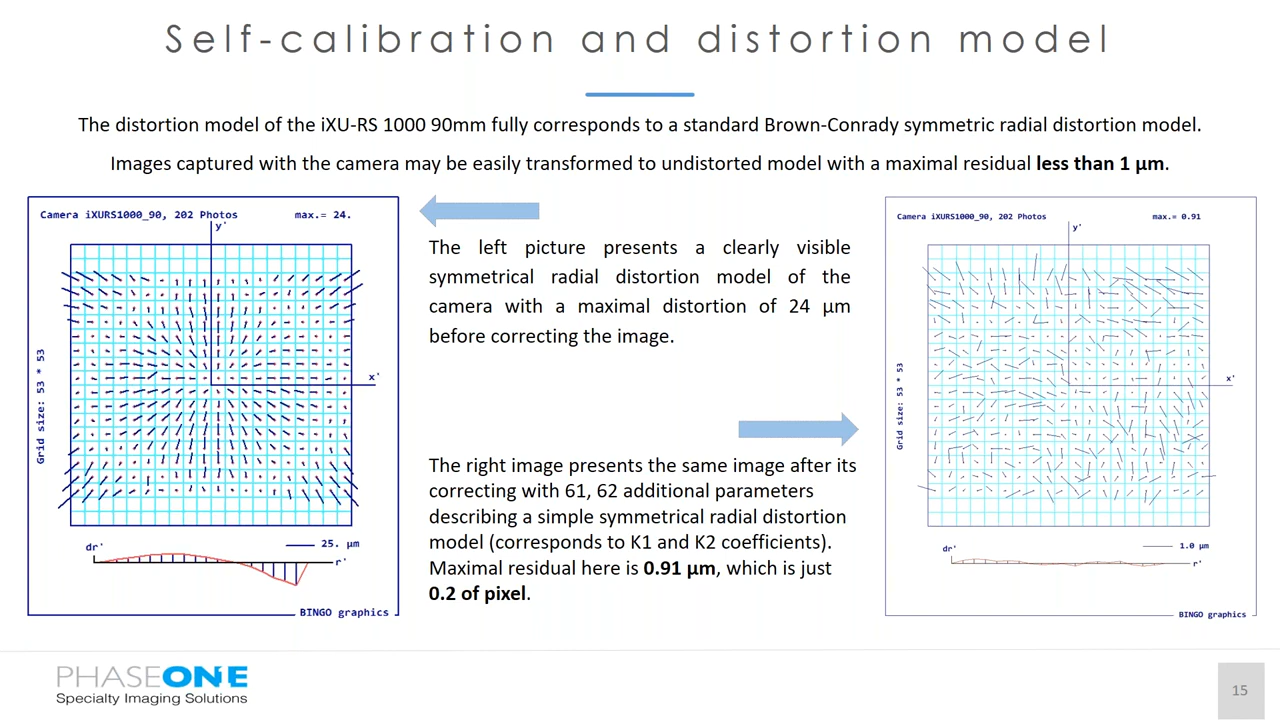 Self-calibration and distortion model
The distortion model of the iXU-RS 1000 90mm fully corresponds to a standard Brown-Conrady symmetric radial distortion model.
Images captured with the camera may be easily transformed to undistorted model with a maximal residual less than 1 µm.
Camera iXURS1000_90, 202 Photos max.= 24.
y'
x'
Grid size: 53 * 53
dr'
25. µm
r'
BINGO graphics
The left picture presents a clearly visible
symmetrical radial distortion model of the
camera with a maximal distortion of 24 µm
before correcting the image.
The right image presents the same image after its
correcting with 61, 62 additional parameters
describing a simple symmetrical radial distortion
model (corresponds to K1 and K2 coefficients).
Maximal residual here is 0.91 µm, which is just
0.2 of pixel.
Camera iXURS1000_90, 202 Photos max.= 0.91
y'
x'
Grid size: 53 * 53
dr'
1.0 µm
r'
BINGO graphics
PHASEONE
Specialty Imaging Solutions
15